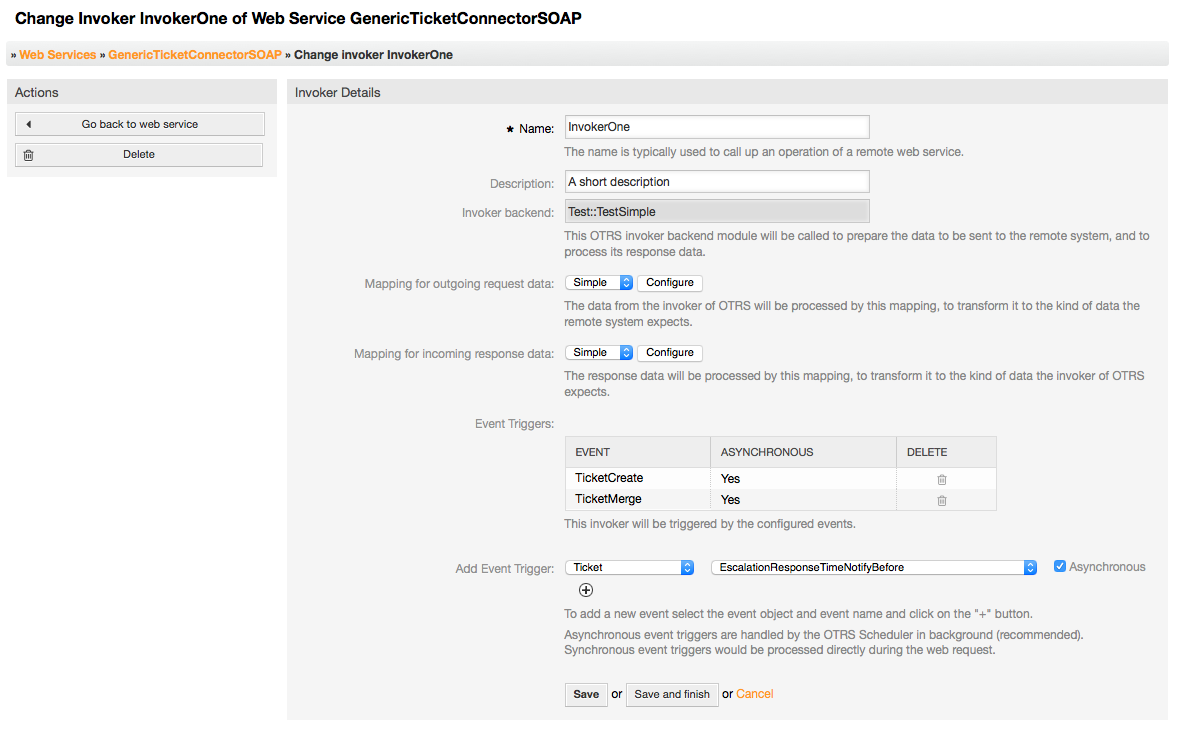 Change Invoker InvokerOne of Web Service GenericTicketConnectorSOAP
» Web Services » GenericTicketConnectorSOAP » Change invoker InvokerOne
Actions
Go back to web service
Delete
Invoker Details
★ Name: InvokerOne
The name is typically used to call up an operation of a remote web service.
Description: A short description
Invoker backend: Test::TestSimple
This OTRS invoker backend module will be called to prepare the data to be sent to the remote system, and to
process its response data.
Mapping for outgoing request data: Simple Configure
The data from the invoker of OTRS will be processed by this mapping, to transform it to the kind of data the
remote system expects.
Mapping for incoming response data: Simple Configure
The response data will be processed by this mapping, to transform it to the kind of data the invoker of OTRS
expects.
Event Triggers:
EVENT ASYNCHRONOUS DELETE
TicketCreate Yes
TicketMerge Yes
This invoker will be triggered by the configured events.
Add Event Trigger: Ticket EscalationResponseTimeNotifyBefore Asynchronous
To add a new event select the event object and event name and click on the "+" button.
Asynchronous event triggers are handled by the OTRS Scheduler in background (recommended).
Synchronous event triggers would be processed directly during the web request.
Save or Save and finish or Cancel